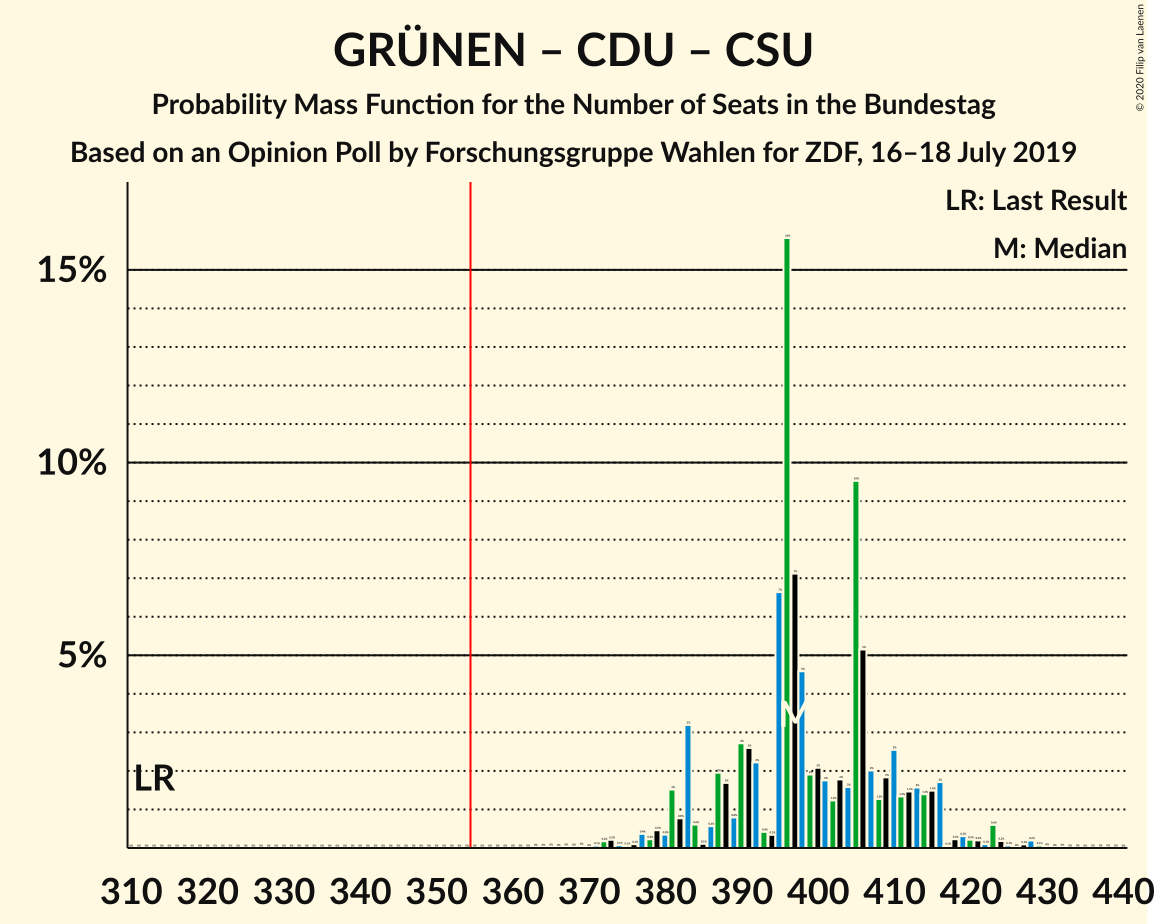 GRÜNEN – CDU – CSU
Probability Mass Function for the Number of Seats in the Bundestag
Based on an Opinion Poll by Forschungsgruppe Wahlen for ZDF, 16–18 July 2019
© 2020 Filip van Laenen
LR: Last Result
M: Median
15%
10%
5%
M
LR
310 320 330 340 350 360 370 380 390 400 410 420 430 440